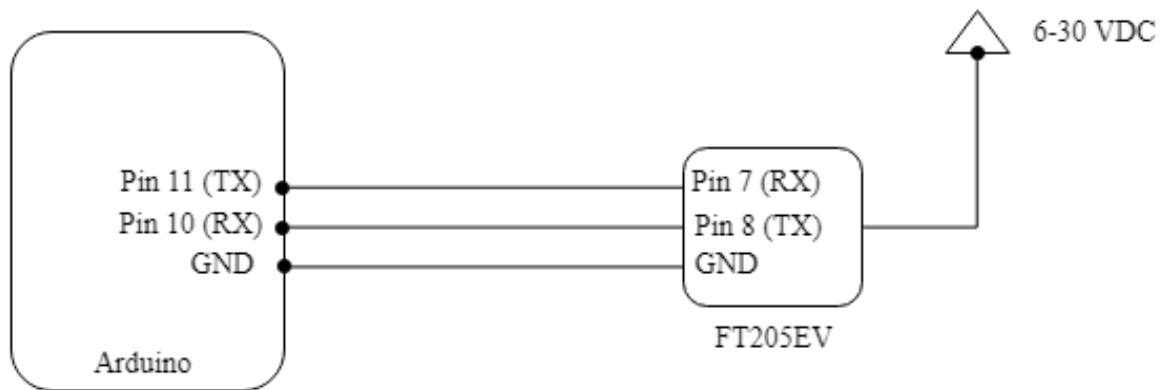 6-30 VDC
Pin 11 (TX)
Pin 7 (RX)
Pin 10 (RX)
Pin 8 (TX)
GND
GND
FT205EV
Arduino